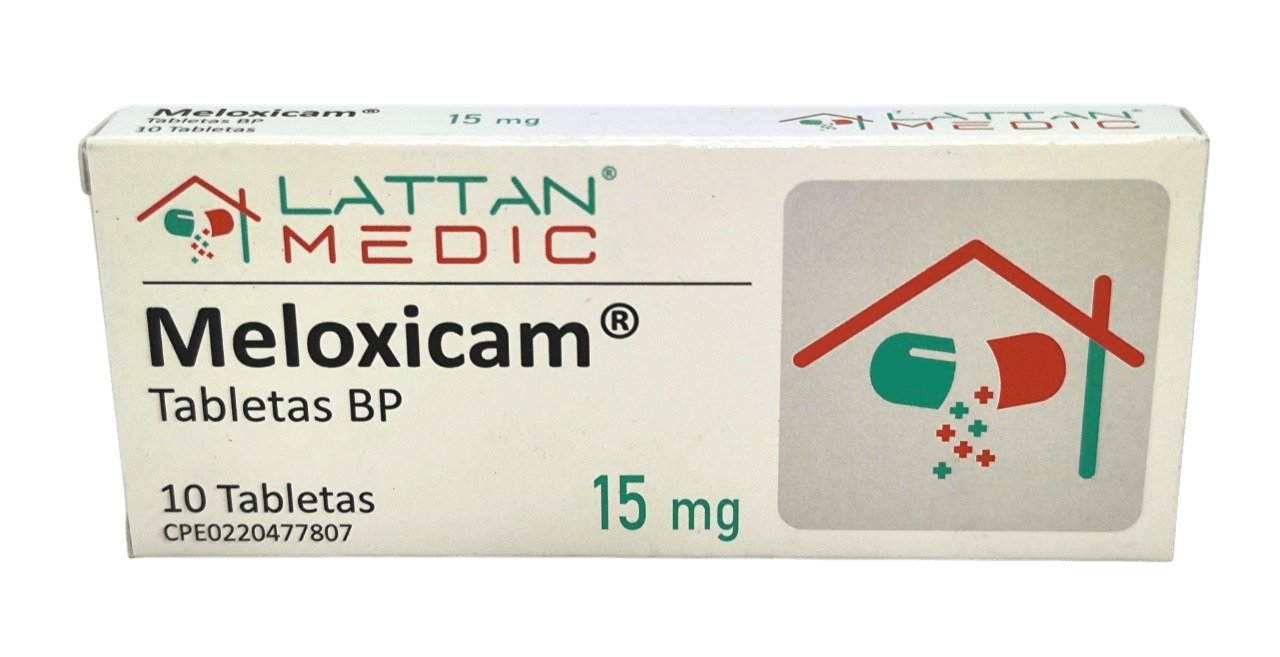 Meloxicam®
Tabletas BP
10 Tabletas
15 mg
LATTAN
MEDIC
LATTAN®
MEDIC
Meloxicam®
Tabletas BP
10 Tabletas
CPE0220477807
15 mg